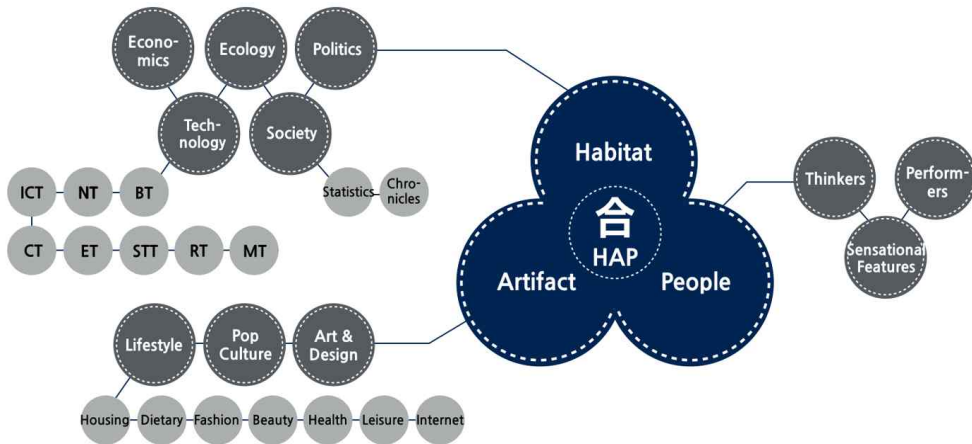 Econo-
mics
Ecology
Politics
Tech-
nology
Society
Statistics
Chro-
nicles
ICT
NT
BT
CT
ET
STT
RT
MT
Habitat
合
HAP
Artifact
People
Thinkers
Perform-
ers
Sensational
Features
Lifestyle
Pop
Culture
Art &
Design
Housing
Dietary
Fashion
Beauty
Health
Leisure
Internet